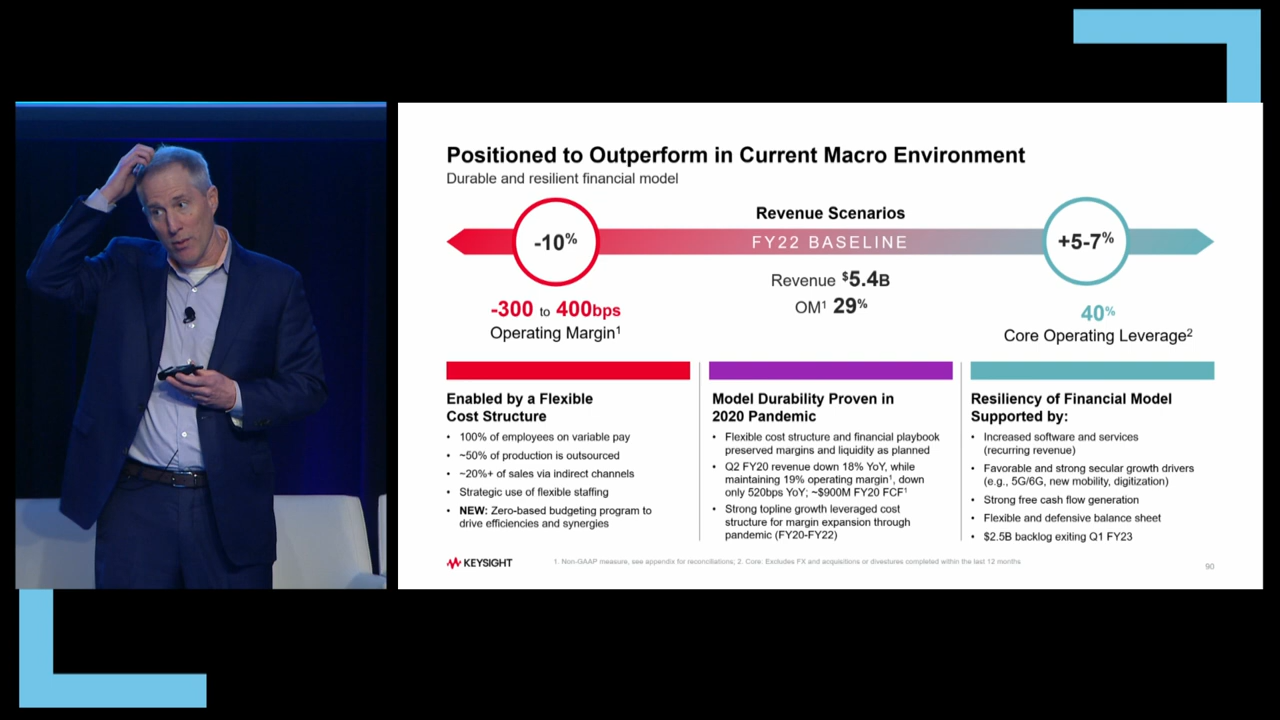 Positioned to Outperform in Current Macro Environment
Durable and resilient financial model
Revenue Scenarios
-10%
FY22 BASELINE
+5-7%
Revenue $5.4B
OM¹ 29%
-300 to 400bps
Operating Margin¹
40%
Core Operating Leverage²
Enabled by a Flexible
Cost Structure
• 100% of employees on variable pay
• ~50% of production is outsourced
• ~20%+ of sales via indirect channels
• Strategic use of flexible staffing
• NEW: Zero-based budgeting program to
drive efficiencies and synergies
Model Durability Proven in
2020 Pandemic
• Flexible cost structure and financial playbook
preserved margins and liquidity as planned
• Q2 FY20 revenue down 18% YoY, while
maintaining 19% operating margin¹, down
only 520bps YoY; ~$900M FY20 FCF¹
• Strong topline growth leveraged cost
structure for margin expansion through
pandemic (FY20-FY22)
Resiliency of Financial Model
Supported by:
• Increased software and services
(recurring revenue)
• Favorable and strong secular growth drivers
(e.g., 5G/6G, new mobility, digitization)
• Strong free cash flow generation
• Flexible and defensive balance sheet
• $2.5B backlog exiting Q1 FY23
KEYSIGHT
1. Non-GAAP measure, see appendix for reconciliations; 2. Core: Excludes FX and acquisitions or divestures completed within the last 12 months
90